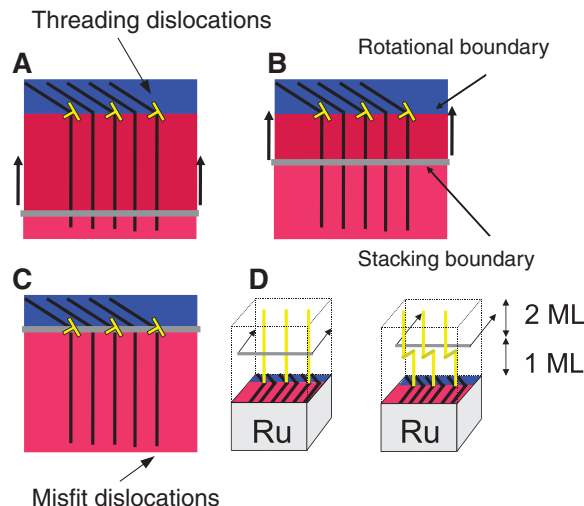 Threading dislocations
A
B
Rotational boundary
Stacking boundary
C
D
2 ML
1 ML
Ru
Ru
Misfit dislocations